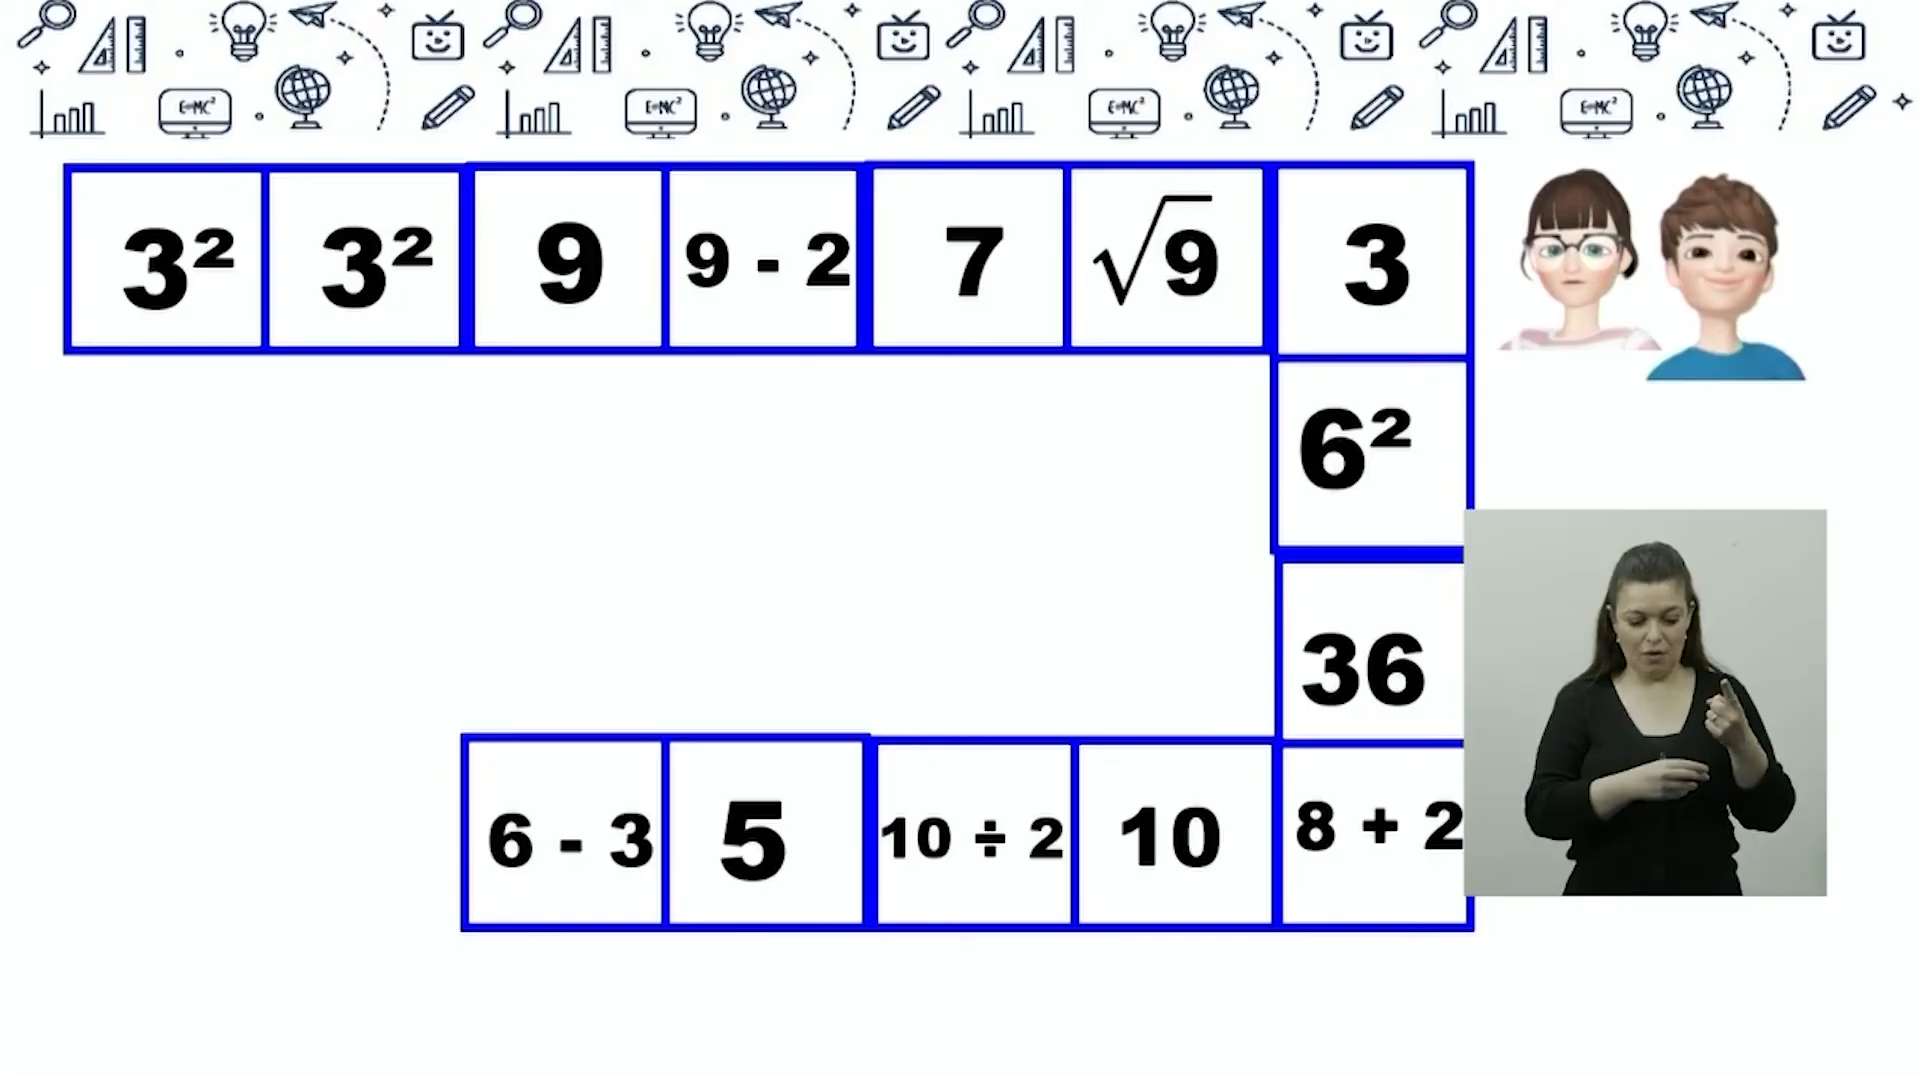 E=MC² E=MC² E=MC² E=MC²
3² 3² 9 9 - 2 7 √9 3
6²
36
6 - 3 5 10 ÷ 2 10 8 + 2